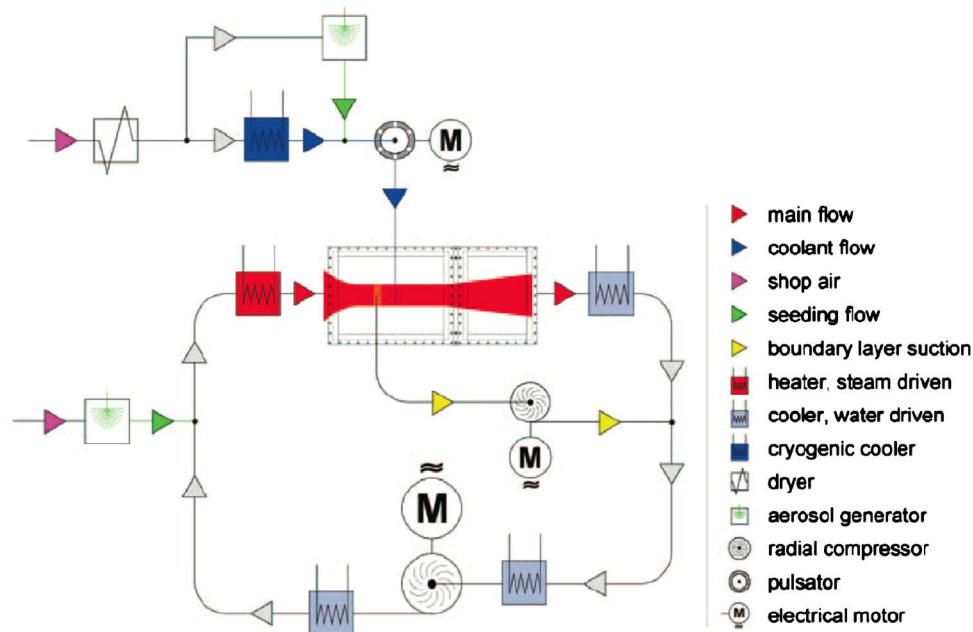 M
main flow
coolant flow
shop air
seeding flow
boundary layer suction
heater, steam driven
cooler, water driven
cryogenic cooler
dryer
aerosol generator
radial compressor
pulsator
M electrical motor
M
M